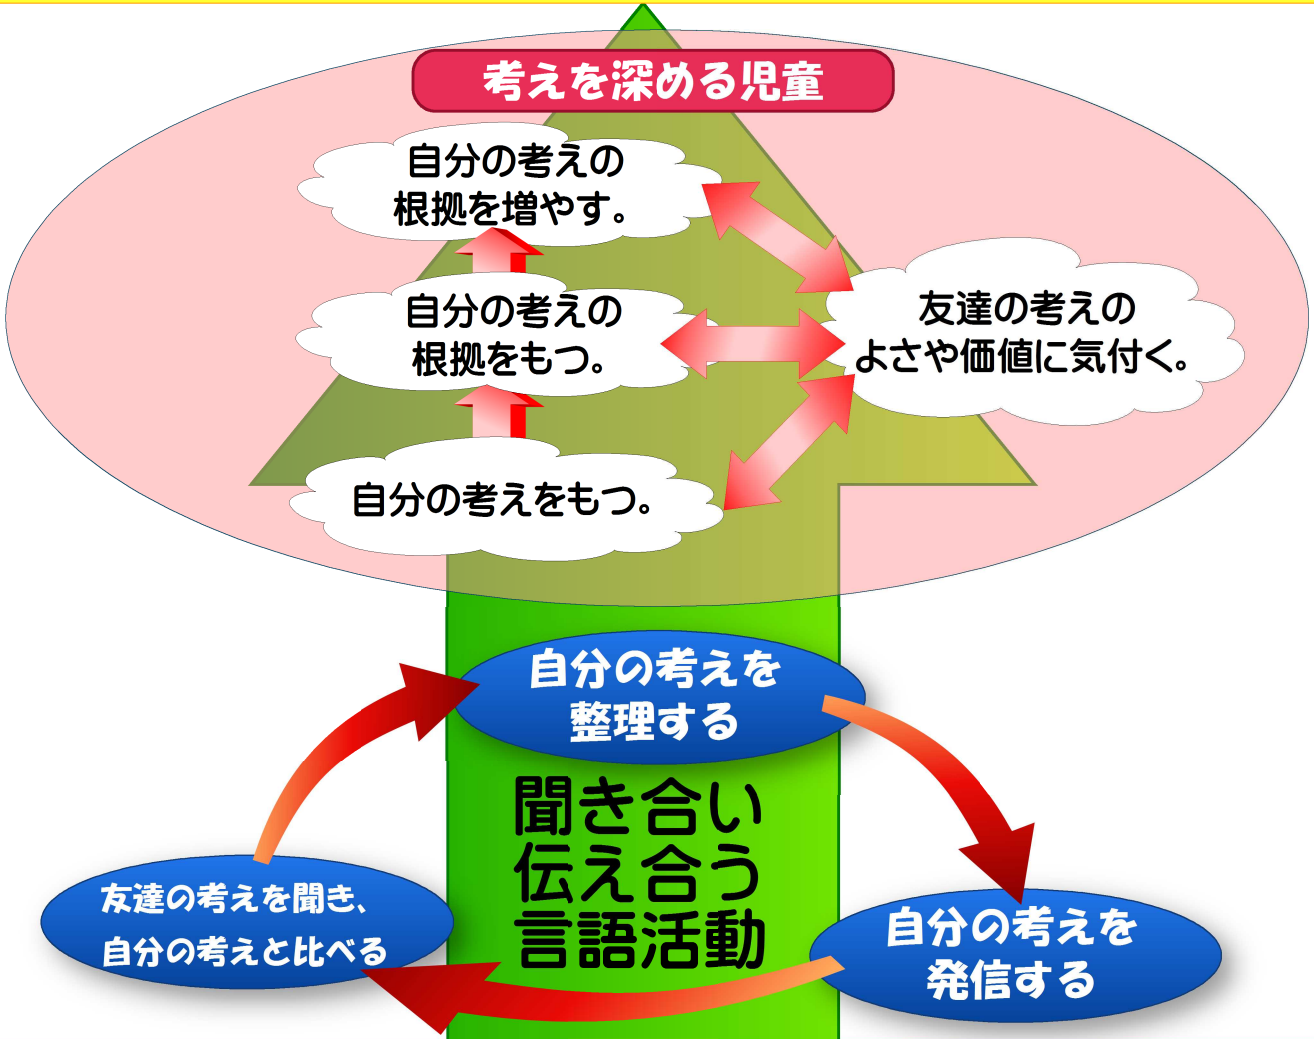 考えを深める児童
自分の考えの
根拠を増やす。
自分の考えの
根拠をもつ。
友達の考えの
よさや価値に気付く。
自分の考えをもつ。
自分の考えを
整理する
聞き合い
伝え合う
言語活動
友達の考えを聞き、
自分の考えと比べる
自分の考えを
発信する